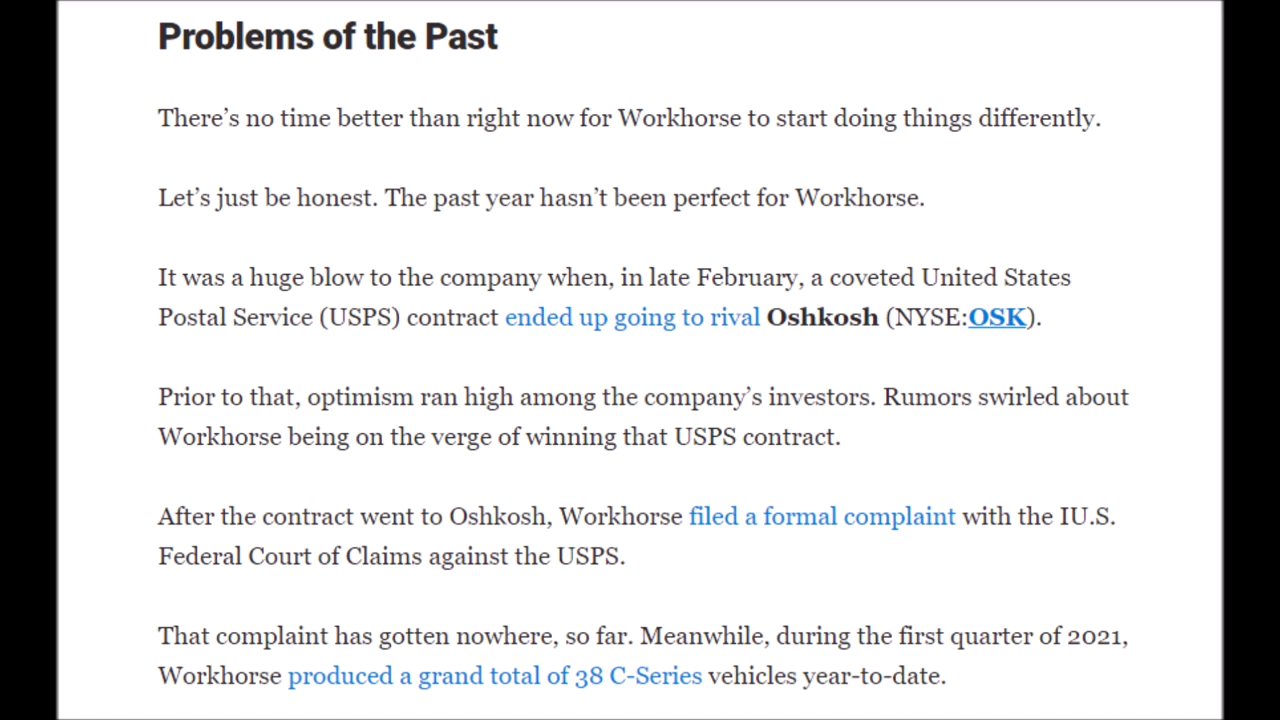 Problems of the Past
There’s no time better than right now for Workhorse to start doing things differently.
Let’s just be honest. The past year hasn’t been perfect for Workhorse.
It was a huge blow to the company when, in late February, a coveted United States
Postal Service (USPS) contract ended up going to rival Oshkosh (NYSE:OSK).
Prior to that, optimism ran high among the company’s investors. Rumors swirled about
Workhorse being on the verge of winning that USPS contract.
After the contract went to Oshkosh, Workhorse filed a formal complaint with the IU.S.
Federal Court of Claims against the USPS.
That complaint has gotten nowhere, so far. Meanwhile, during the first quarter of 2021,
Workhorse produced a grand total of 38 C-Series vehicles year-to-date.